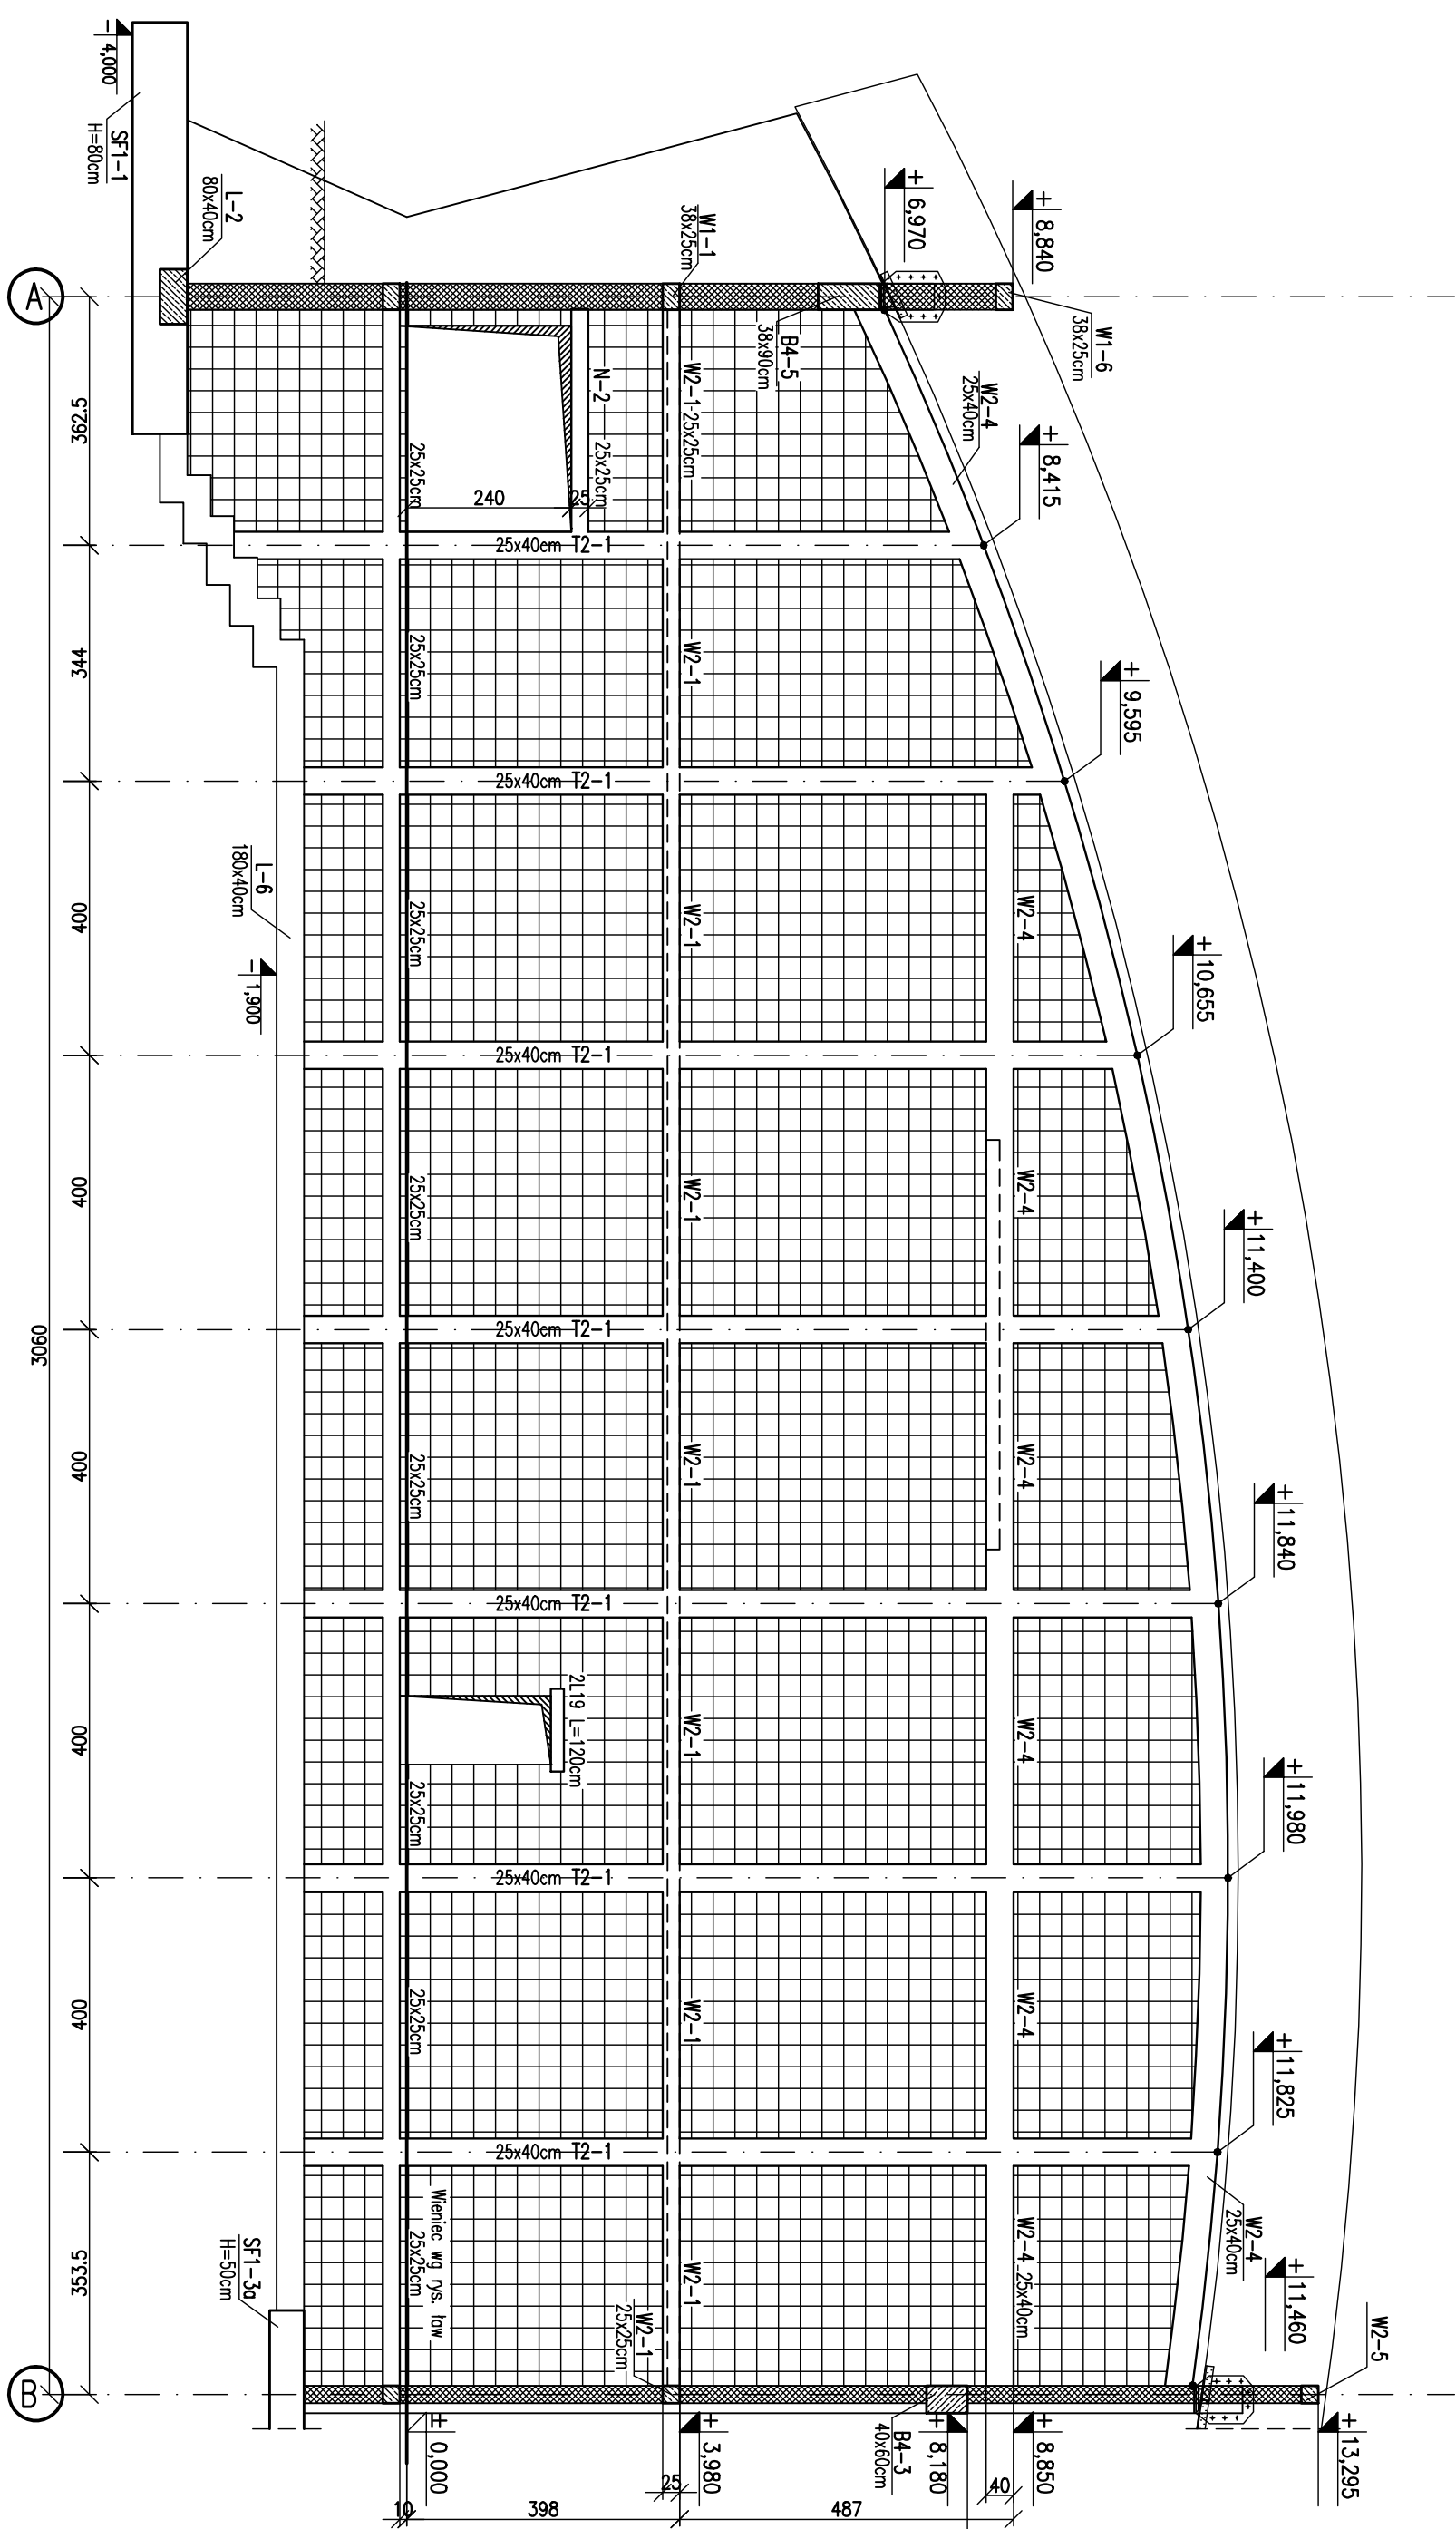 + 8,840
+ 6,970
W1-6
38x25cm
W2-4
25x40cm
+ 8,415
+ 9,595
+ 10,655
+ 11,400
+ 11,840
+ 11,980
+ 11,825
W2-4
25x40cm
+ 11,460
W2-5
+ 13,295
W2-4
W2-4
W2-4
W2-4
W2-4
W2-4 25x40cm
+ 8,850
40
+ 8,180
B4-3
40x60cm
487
B4-5
38x90cm
W1-1
38x25cm
W2-1 25x25cm
W2-1
W2-1
W2-1
W2-1
W2-1
W2-1
W2-1
W2-1
25x25cm
+ 3,980
25
398
N-2
25x25cm
25
240
2L19 L=120cm
25x40cm T2-1
25x40cm T2-1
25x40cm T2-1
25x40cm T2-1
25x40cm T2-1
25x40cm T2-1
25x40cm T2-1
25x25cm
25x25cm
25x25cm
25x25cm
25x25cm
25x25cm
25x25cm
Wieniec wg rys. ław
25x25cm
± 0,000
10
L-2
80x40cm
SF1-1
H=80cm
- 4,000
L-6
180x40cm
- 1,900
SF1-3a
H=50cm
362.5
344
400
400
400
400
400
353.5
3060
A
B